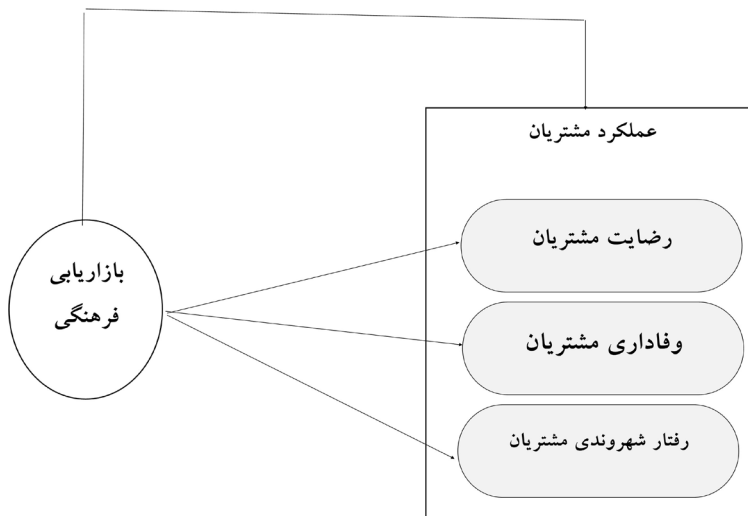 عملکرد مشتریان
رضایت مشتریان
بازاریابی
فرهنگی
وفاداری مشتریان
رفتار شهروندی مشتریان